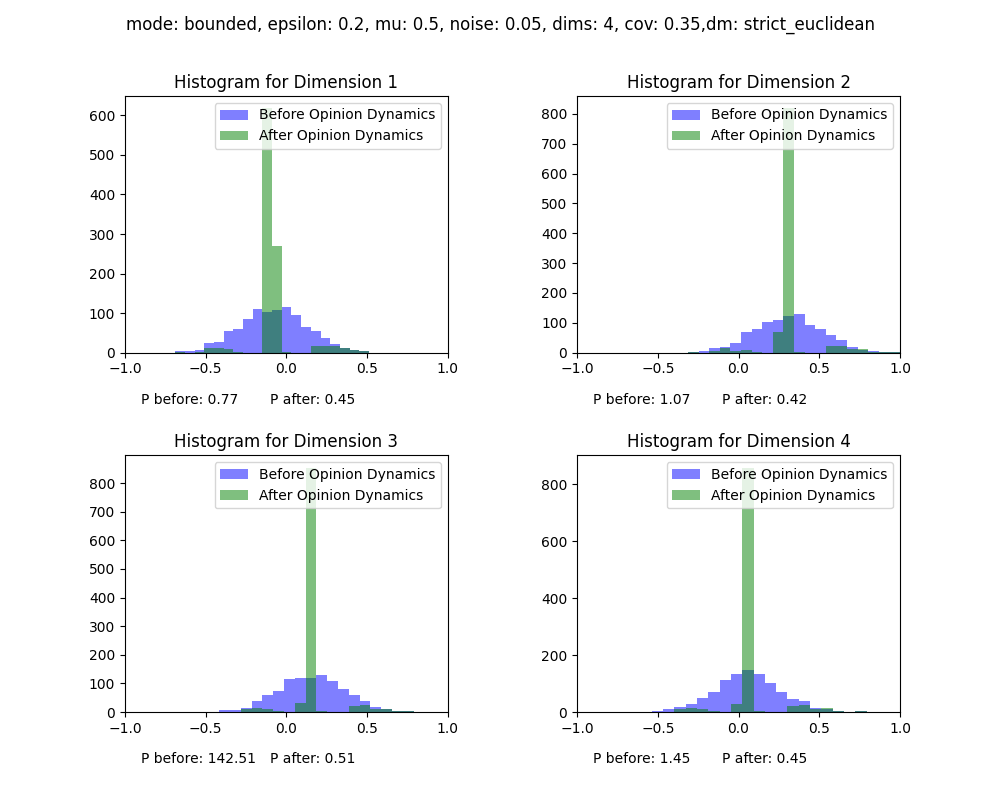 mode: bounded, epsilon: 0.2, mu: 0.5, noise: 0.05, dims: 4, cov: 0.35,dm: strict_euclidean
Histogram for Dimension 1
Before Opinion Dynamics
After Opinion Dynamics
600
500
400
300
200
100
0
−1.0 −0.5 0.0 0.5 1.0
P before: 0.77 P after: 0.45
Histogram for Dimension 2
Before Opinion Dynamics
After Opinion Dynamics
800
700
600
500
400
300
200
100
0
−1.0 −0.5 0.0 0.5 1.0
P before: 1.07 P after: 0.42
Histogram for Dimension 3
Before Opinion Dynamics
After Opinion Dynamics
800
700
600
500
400
300
200
100
0
−1.0 −0.5 0.0 0.5 1.0
P before: 142.51 P after: 0.51
Histogram for Dimension 4
Before Opinion Dynamics
After Opinion Dynamics
800
600
400
200
0
−1.0 −0.5 0.0 0.5 1.0
P before: 1.45 P after: 0.45